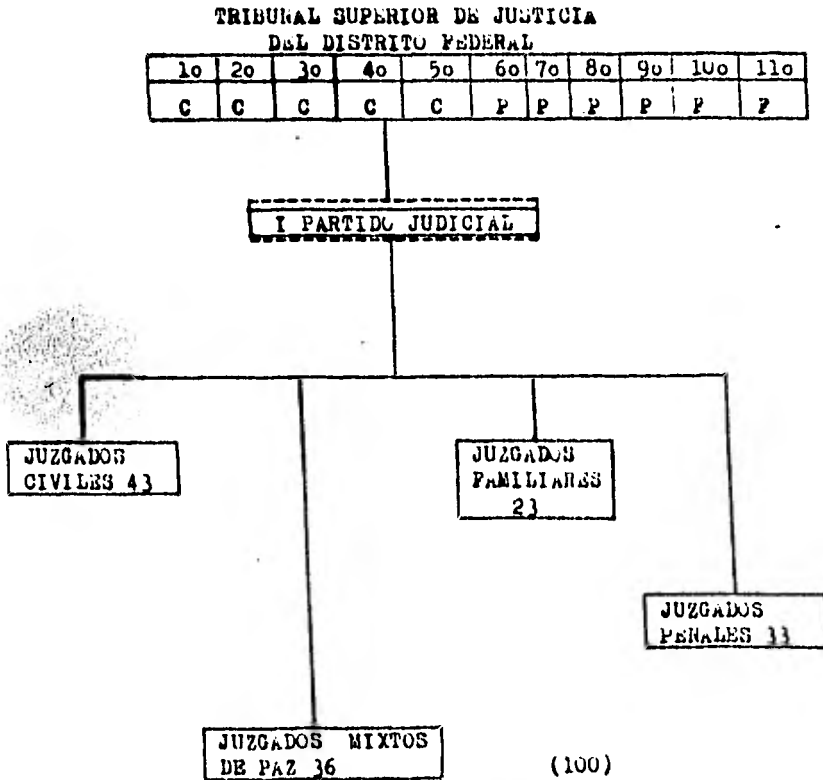 TRIBUNAL SUPERIOR DE JUSTICIA
DEL DISTRITO FEDERAL
1o 2o 3o 4o 5o 6o 7o 8o 9o 10o 11o
C C C C C P P P P F F
I PARTIDO JUDICIAL
JUZGADOS
CIVILES 43
JUZGADOS
FAMILIARES
23
JUZGADOS
PENALES 33
JUZGADOS MIXTOS
DE PAZ 36
(100)